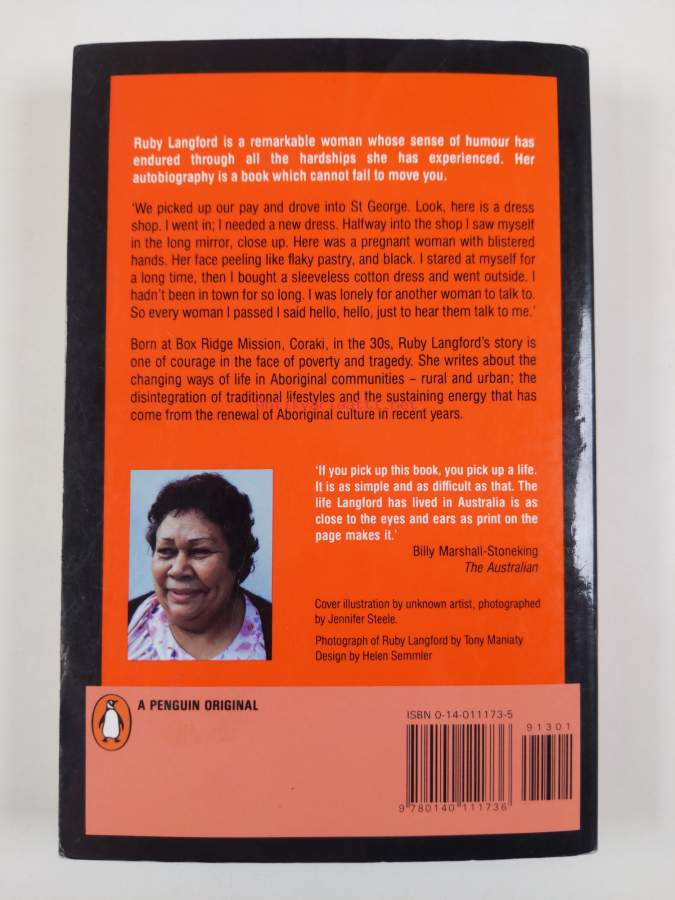 Ruby Langford is a remarkable woman whose sense of humour has
endured through all the hardships she has experienced. Her
autobiography is a book which cannot fail to move you.
‘We picked up our pay and drove into St George. Look, here is a dress
shop. I went in; I needed a new dress. Halfway into the shop I saw myself
in the long mirror, close up. Here was a pregnant woman with blistered
hands. Her face peeling like flaky pastry, and black. I stared at myself for
a long time, then I bought a sleeveless cotton dress and went outside. I
hadn't been in town for so long. I was lonely for another woman to talk to.
So every woman I passed I said hello, hello, just to hear them talk to me.’
Born at Box Ridge Mission, Coraki, in the 30s, Ruby Langford's story is
one of courage in the face of poverty and tragedy. She writes about the
changing ways of life in Aboriginal communities – rural and urban; the
disintegration of traditional lifestyles and the sustaining energy that has
come from the renewal of Aboriginal culture in recent years.
‘If you pick up this book, you pick up a life.
It is as simple and as difficult as that. The
life Langford has lived in Australia is as
close to the eyes and ears as print on the
page makes it.’
Billy Marshall-Stoneking
The Australian
Cover illustration by unknown artist, photographed
by Jennifer Steele.
Photograph of Ruby Langford by Tony Maniaty
Design by Helen Semmler
A PENGUIN ORIGINAL
ISBN 0-14-011173-5
91301
9 780140 111736